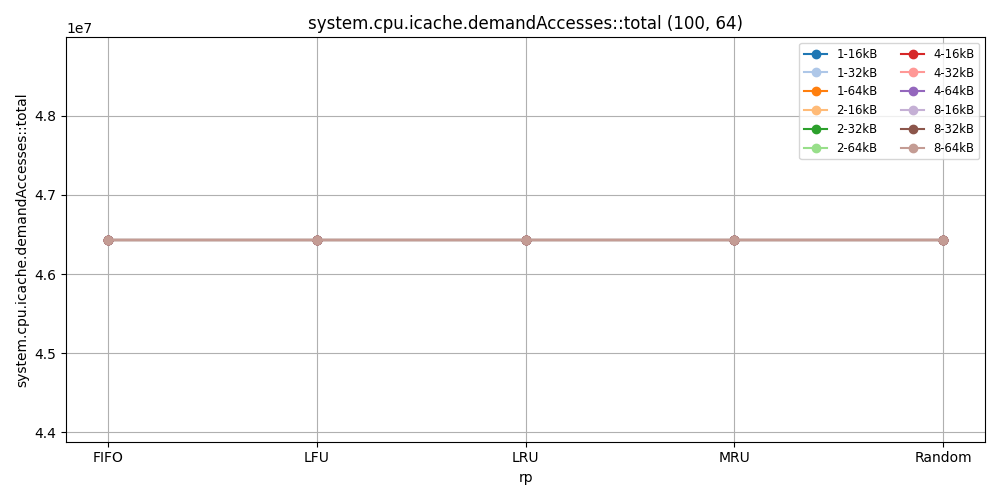 system.cpu.icache.demandAccesses::total (100, 64)
1e7
1-16kB
1-32kB
1-64kB
2-16kB
2-32kB
2-64kB
4-16kB
4-32kB
4-64kB
8-16kB
8-32kB
8-64kB
system.cpu.icache.demandAccesses::total
4.8
4.7
4.6
4.5
4.4
FIFO
LFU
LRU
MRU
Random
rp